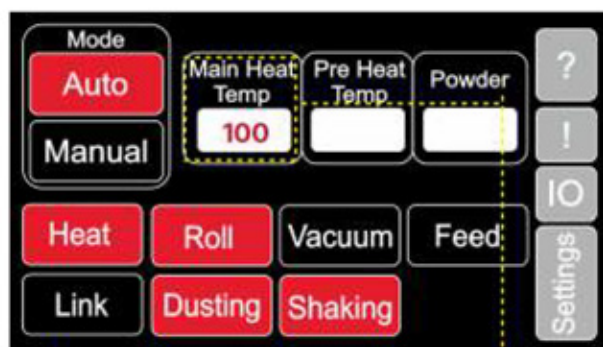 Mode
Auto
Manual
Main Heat
Temp
100
Pre Heat
Temp
Powder
?
!
IO
Settings
Heat
Roll
Vacuum
Feed
Link
Dusting
Shaking